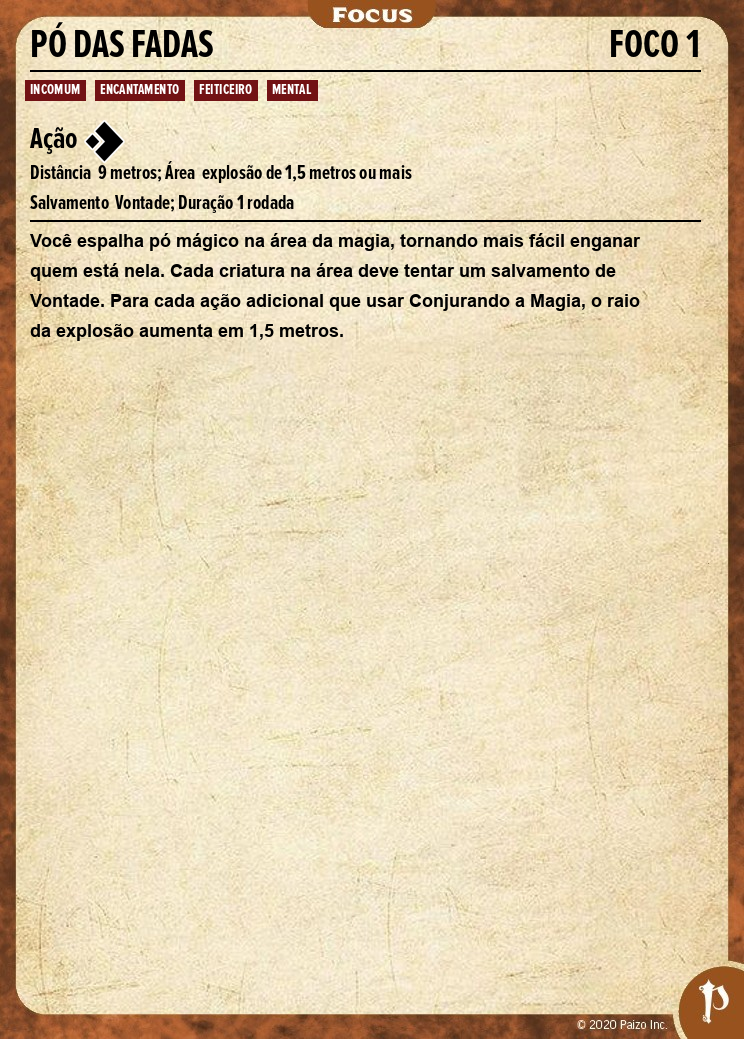 Focus
PÓ DAS FADAS FOCO 1
INCOMUM ENCANTAMENTO FEITICEIRO MENTAL
Ação
Distância 9 metros; Área explosão de 1,5 metros ou mais
Salvamento Vontade; Duração 1 rodada
Você espalha pó mágico na área da magia, tornando mais fácil enganar
quem está nela. Cada criatura na área deve tentar um salvamento de
Vontade. Para cada ação adicional que usar Conjurando a Magia, o raio
da explosão aumenta em 1,5 metros.
© 2020 Paizo Inc.
P